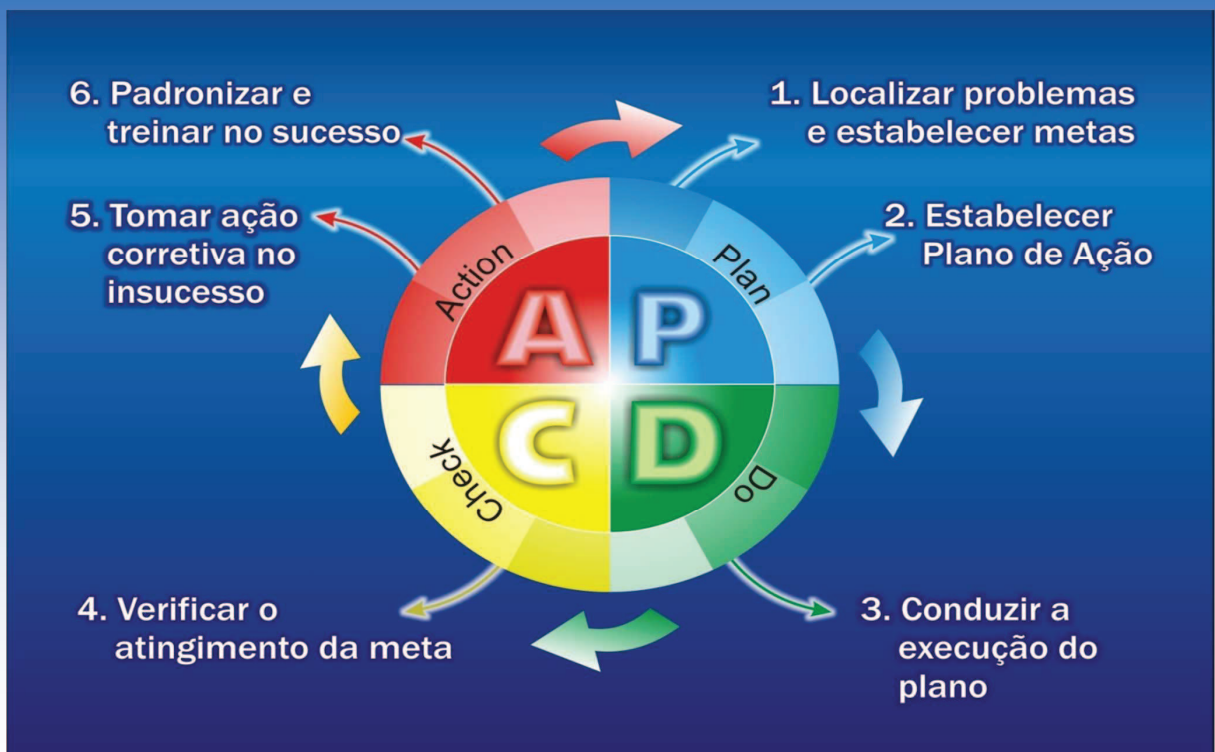 1. Localizar problemas
e estabelecer metas
2. Estabelecer
Plano de Ação
3. Conduzir a
execução do
plano
4. Verificar o
atingimento da meta
5. Tomar ação
corretiva no
insucesso
6. Padronizar e
treinar no sucesso
Action
Plan
A P
C D
Check
Do